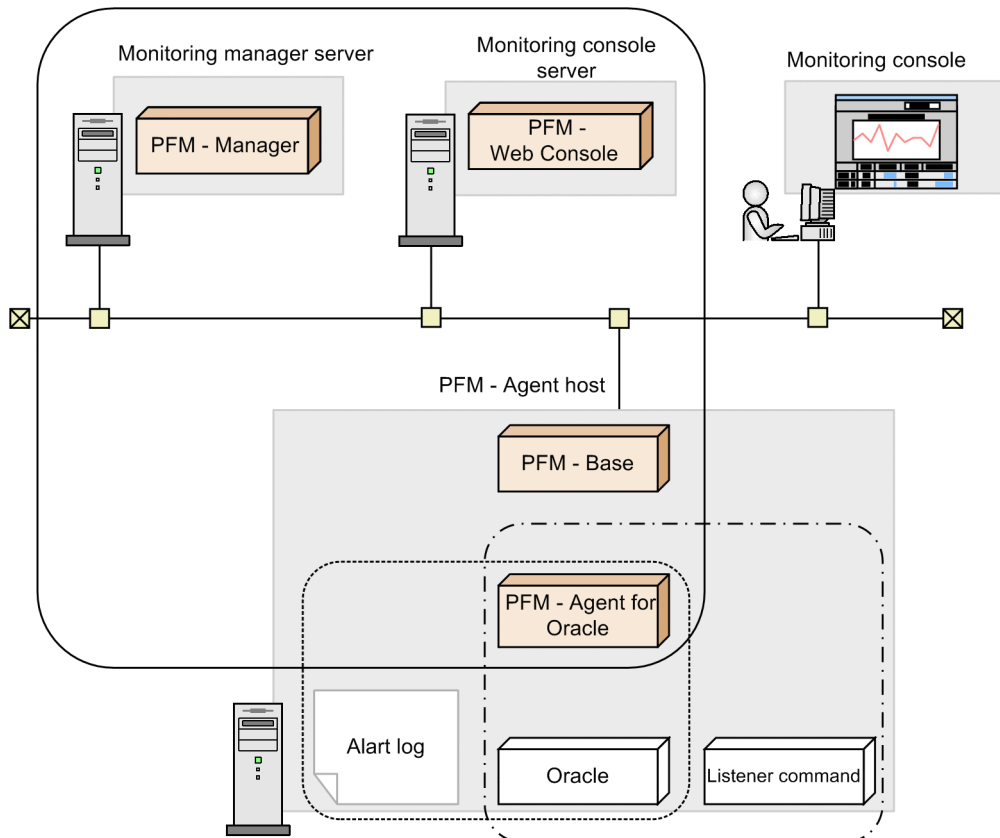 Monitoring manager server
Monitoring console
server
Monitoring console
PFM - Manager
PFM -
Web Console
PFM - Agent host
PFM - Base
PFM - Agent for
Oracle
Alart log
Oracle
Listener command